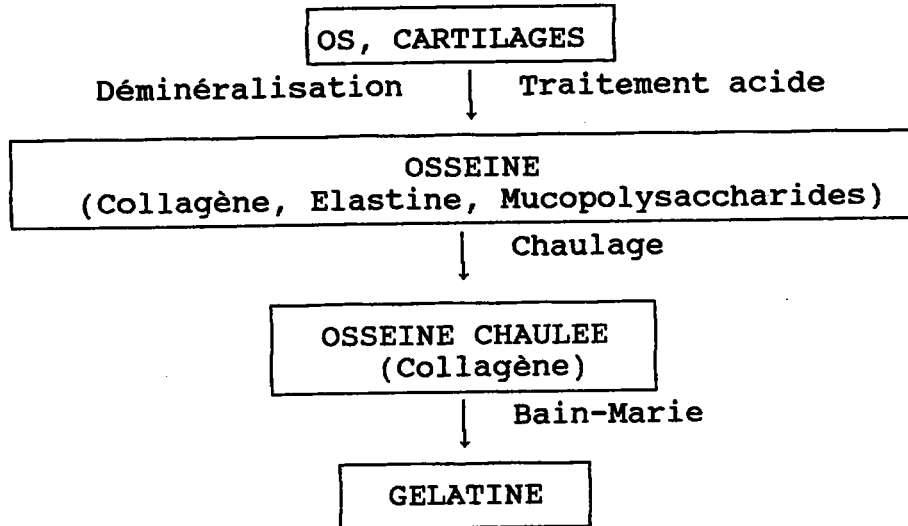 OS, CARTILAGES
Déminéralisation Traitement acide
OSSEINE
(Collagène, Elastine, Mucopolysaccharides)
Chaulage
OSSEINE CHAULEE
(Collagène)
Bain-Marie
GELATINE